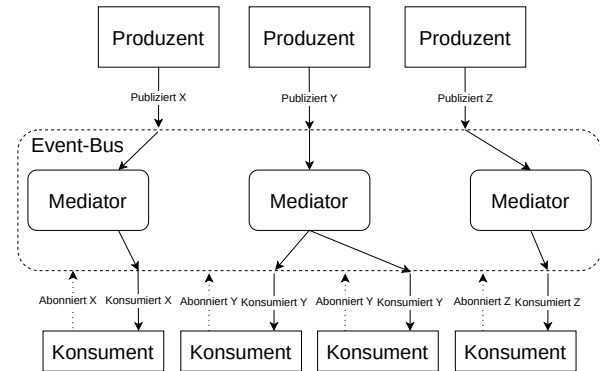 Produzent
Produzent
Produzent
Publiziert X
Publiziert Y
Publiziert Z
Event-Bus
Mediator
Mediator
Mediator
Abonniert X
Konsumiert X
Abonniert Y
Konsumiert Y
Abonniert Y
Konsumiert Y
Abonniert Z
Konsumiert Z
Konsument
Konsument
Konsument
Konsument